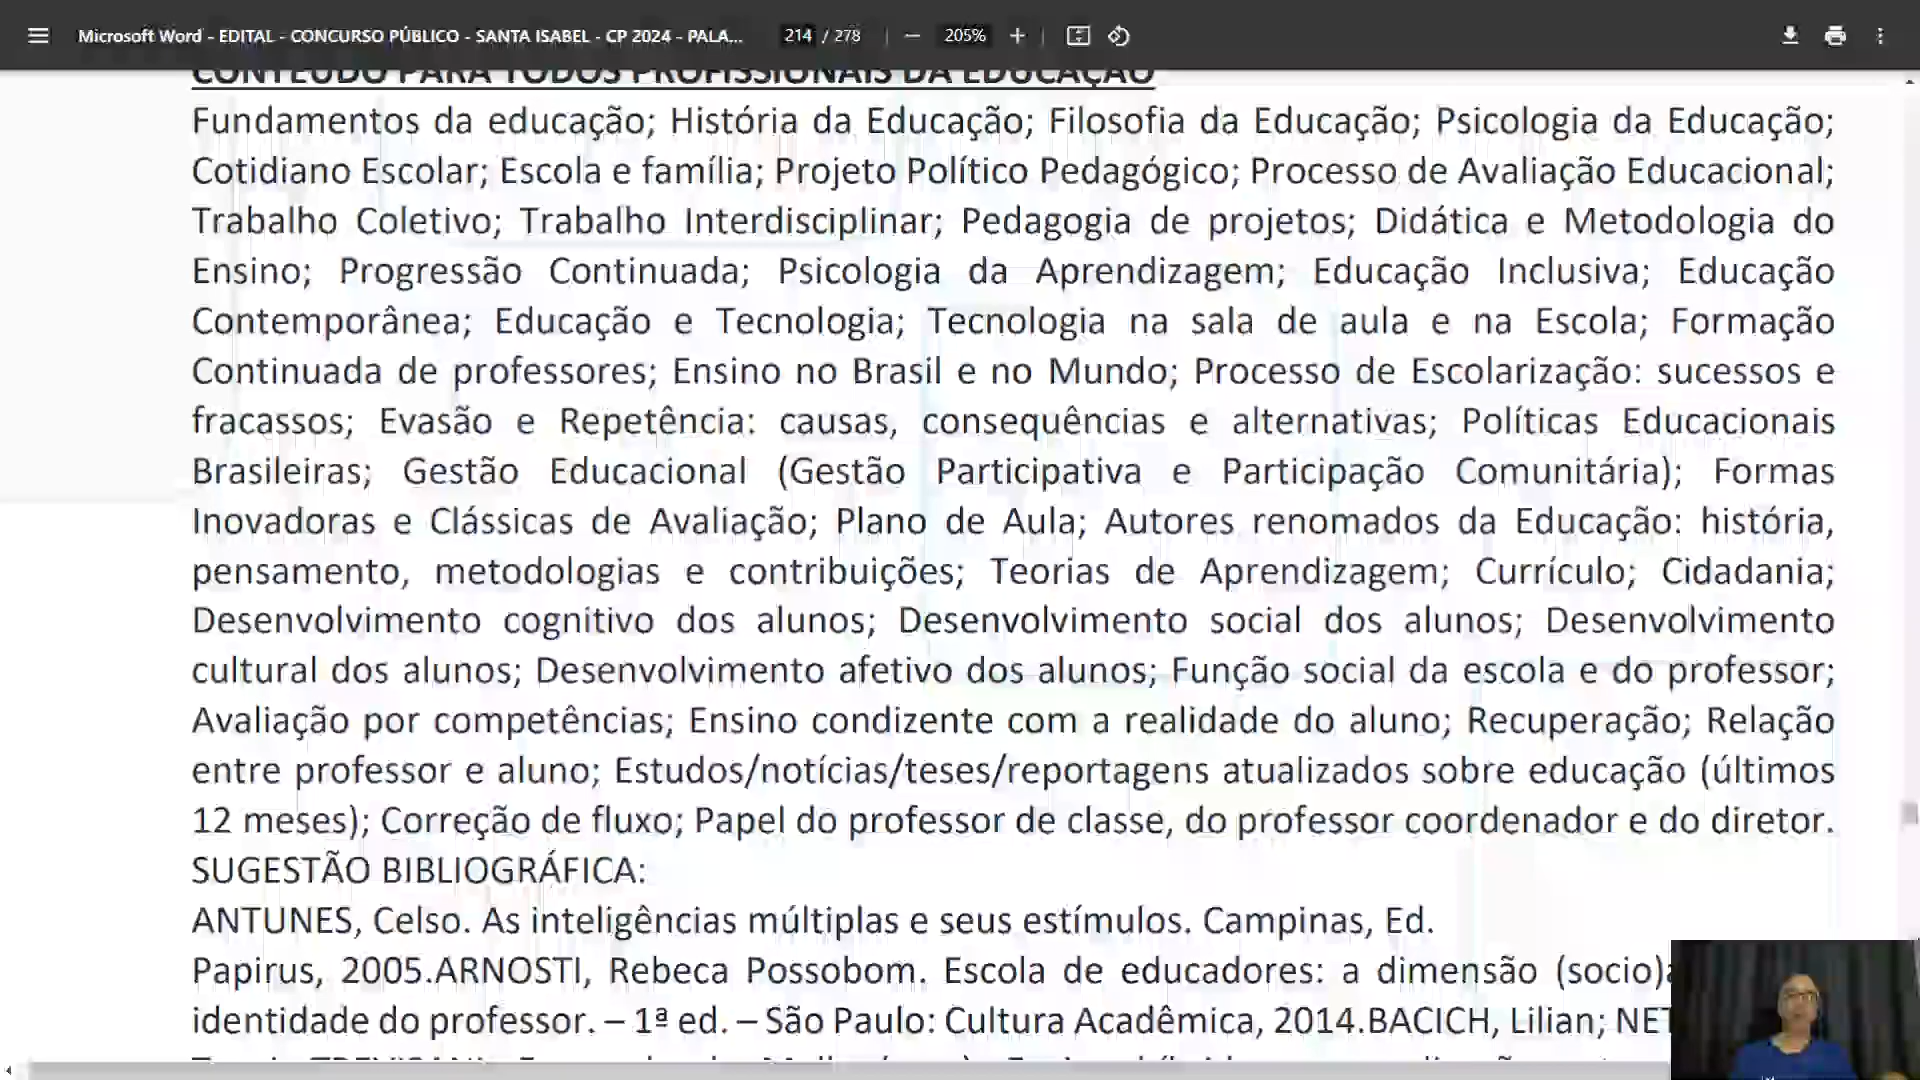 Microsoft Word - EDITAL - CONCURSO PÚBLICO - SANTA ISABEL - CP 2024 - PALA... 214 / 278 205%
CONTEÚDO PARA TODOS PROFISSIONAIS DA EDUCAÇÃO
Fundamentos da educação; História da Educação; Filosofia da Educação; Psicologia da Educação;
Cotidiano Escolar; Escola e família; Projeto Político Pedagógico; Processo de Avaliação Educacional;
Trabalho Coletivo; Trabalho Interdisciplinar; Pedagogia de projetos; Didática e Metodologia do
Ensino; Progressão Continuada; Psicologia da Aprendizagem; Educação Inclusiva; Educação
Contemporânea; Educação e Tecnologia; Tecnologia na sala de aula e na Escola; Formação
Continuada de professores; Ensino no Brasil e no Mundo; Processo de Escolarização: sucessos e
fracassos; Evasão e Repetência: causas, consequências e alternativas; Políticas Educacionais
Brasileiras; Gestão Educacional (Gestão Participativa e Participação Comunitária); Formas
Inovadoras e Clássicas de Avaliação; Plano de Aula; Autores renomados da Educação: história,
pensamento, metodologias e contribuições; Teorias de Aprendizagem; Currículo; Cidadania;
Desenvolvimento cognitivo dos alunos; Desenvolvimento social dos alunos; Desenvolvimento
cultural dos alunos; Desenvolvimento afetivo dos alunos; Função social da escola e do professor;
Avaliação por competências; Ensino condizente com a realidade do aluno; Recuperação; Relação
entre professor e aluno; Estudos/notícias/teses/reportagens atualizados sobre educação (últimos
12 meses); Correção de fluxo; Papel do professor de classe, do professor coordenador e do diretor.
SUGESTÃO BIBLIOGRÁFICA:
ANTUNES, Celso. As inteligências múltiplas e seus estímulos. Campinas, Ed.
Papirus, 2005.ARNOSTI, Rebeca Possobom. Escola de educadores: a dimensão (socio)
identidade do professor. – 1ª ed. – São Paulo: Cultura Acadêmica, 2014.BACICH, Lilian;